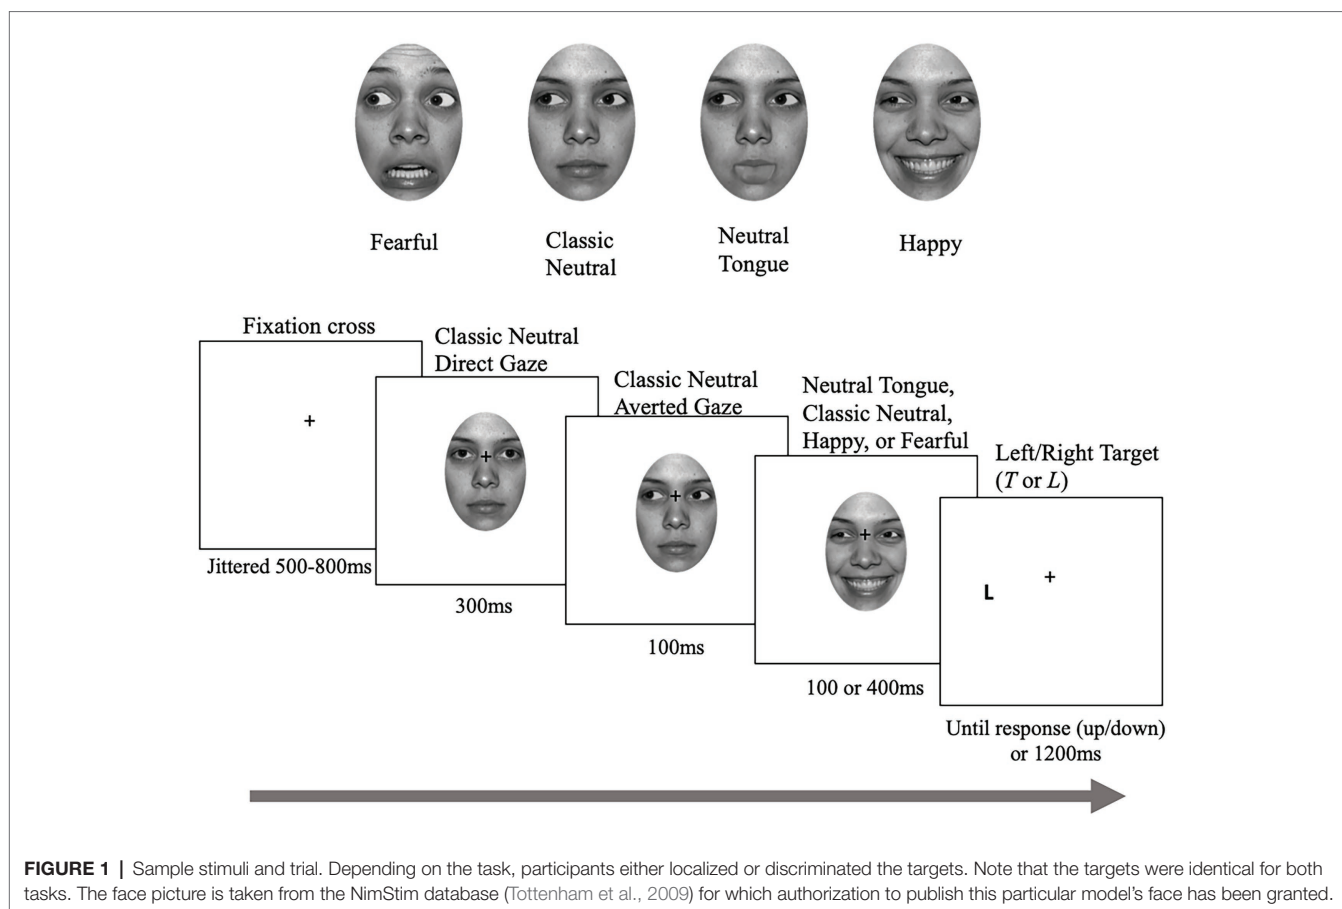 Fearful
Classic
Neutral
Neutral
Tongue
Happy
Fixation cross
+
Jittered 500-800ms
Classic Neutral
Direct Gaze
+
300ms
Classic Neutral
Averted Gaze
+
100ms
Neutral Tongue,
Classic Neutral,
Happy, or Fearful
+
100 or 400ms
Left/Right Target
(T or L)
+
L
Until response (up/down)
or 1200ms
FIGURE 1 | Sample stimuli and trial. Depending on the task, participants either localized or discriminated the targets. Note that the targets were identical for both
tasks. The face picture is taken from the NimStim database (Tottenham et al., 2009) for which authorization to publish this particular model’s face has been granted.